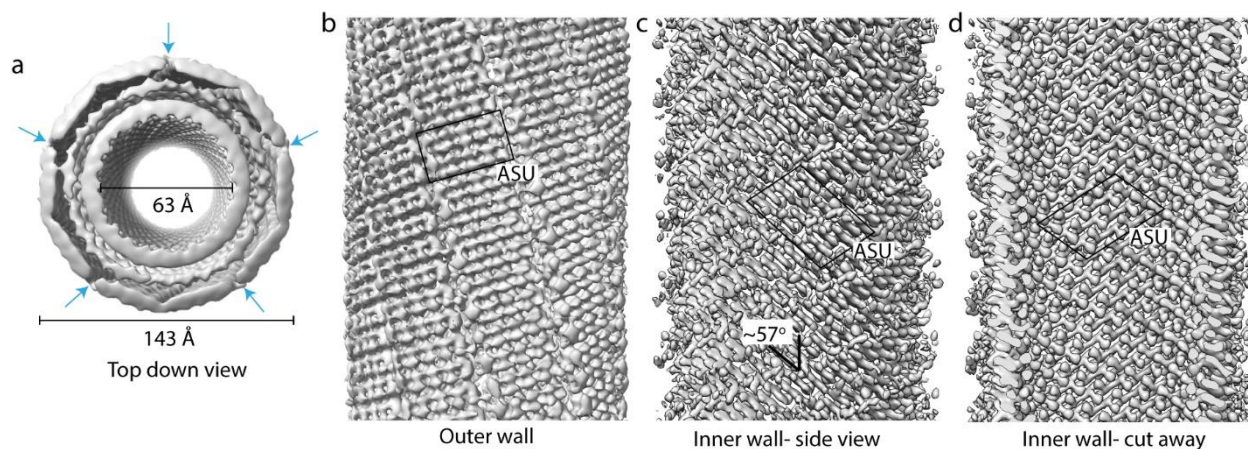 a
63 Å
143 Å
Top down view
b
ASU
Outer wall
c
ASU
~57°
Inner wall- side view
d
ASU
Inner wall- cut away